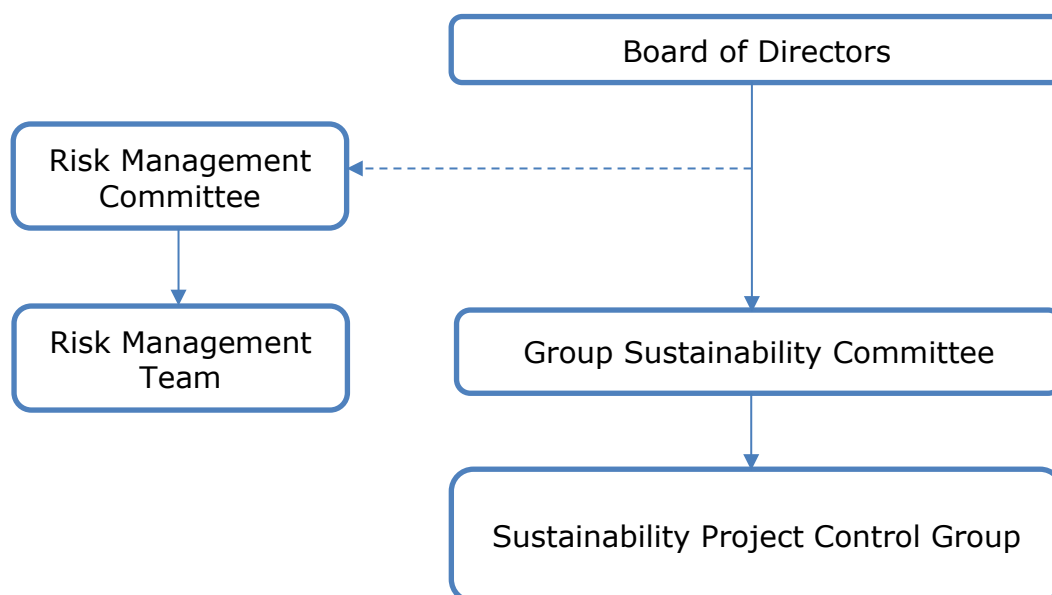 Board of Directors
Risk Management
Committee
Risk Management
Team
Group Sustainability Committee
Sustainability Project Control Group